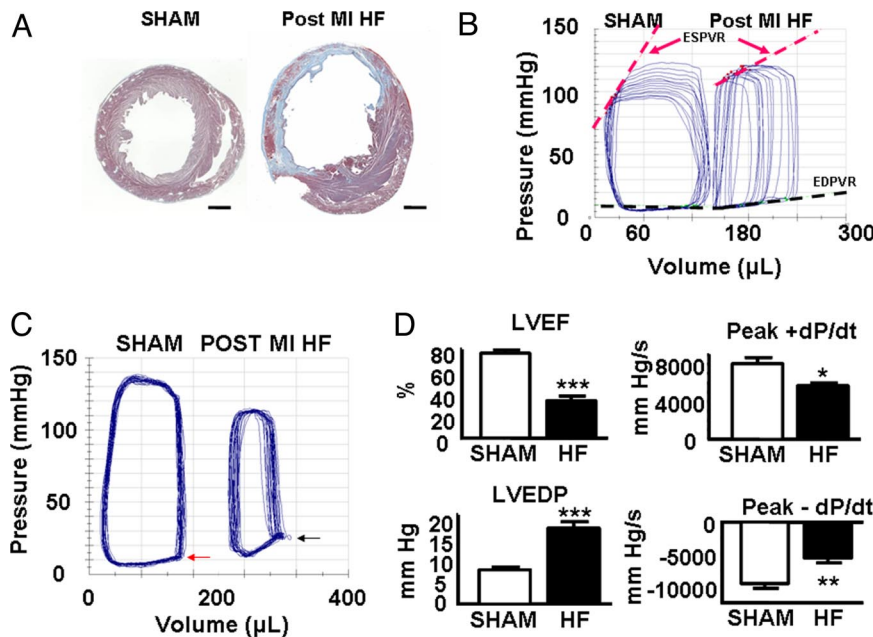 A
SHAM
Post MI HF
B
SHAM
Post MI HF
ESPVR
EDPVR
Pressure (mmHg)
150
100
50
0
0
60
180
300
Volume (µL)
C
SHAM
POST MI HF
Pressure (mmHg)
150
100
50
0
0
200
400
Volume (µL)
D
LVEF
%
80
60
40
20
0
***
SHAM
HF
Peak +dP/dt
mm Hg/s
8000
4000
0
*
SHAM
HF
LVEDP
mm Hg
20
15
10
5
0
***
SHAM
HF
Peak - dP/dt
mm Hg/s
0
-5000
-10000
**
SHAM
HF